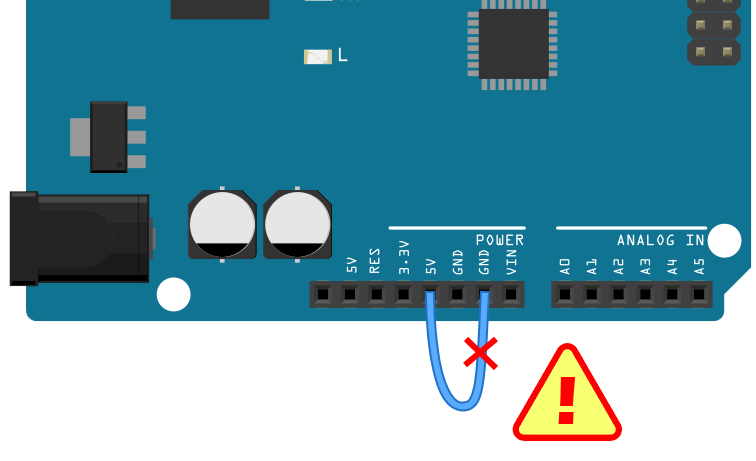 L
POWER
ANALOG IN
5V
RES
3.3V
5V
GND
GND
VIN
A0
A1
A2
A3
A4
A5
!